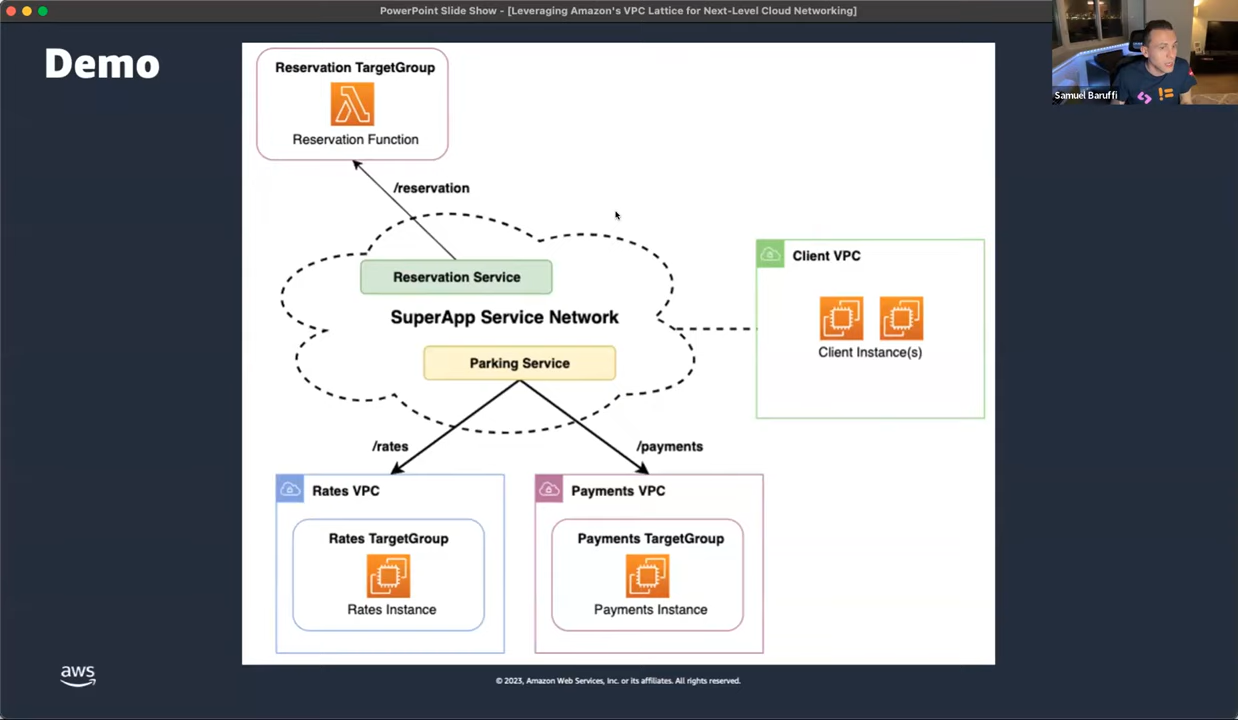 PowerPoint Slide Show - [Leveraging Amazon's VPC Lattice for Next-Level Cloud Networking]
Demo
Samuel Baruffi
Reservation TargetGroup
Reservation Function
/reservation
Reservation Service
SuperApp Service Network
Parking Service
Client VPC
Client Instance(s)
/rates
/payments
Rates VPC
Rates TargetGroup
Rates Instance
Payments VPC
Payments TargetGroup
Payments Instance
aws
© 2023, Amazon Web Services, Inc. or its affiliates. All rights reserved.